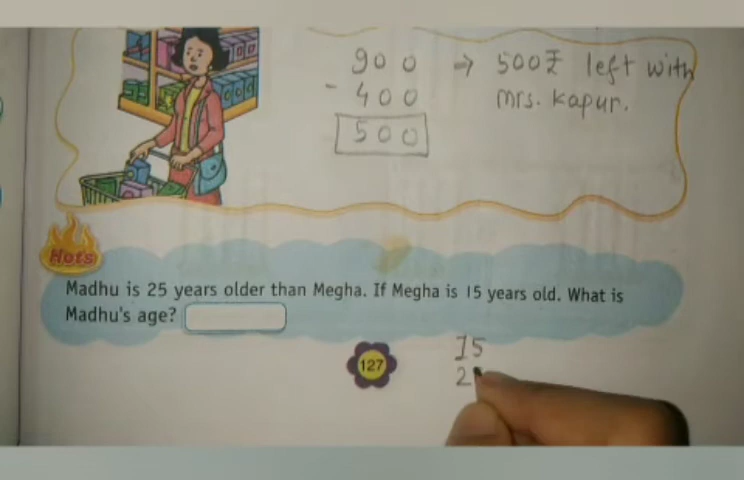 900 → 500₹ left with
- 400 mrs. kapur.
500
Hots
Madhu is 25 years older than Megha. If Megha is 15 years old. What is
Madhu's age?
127
15
2